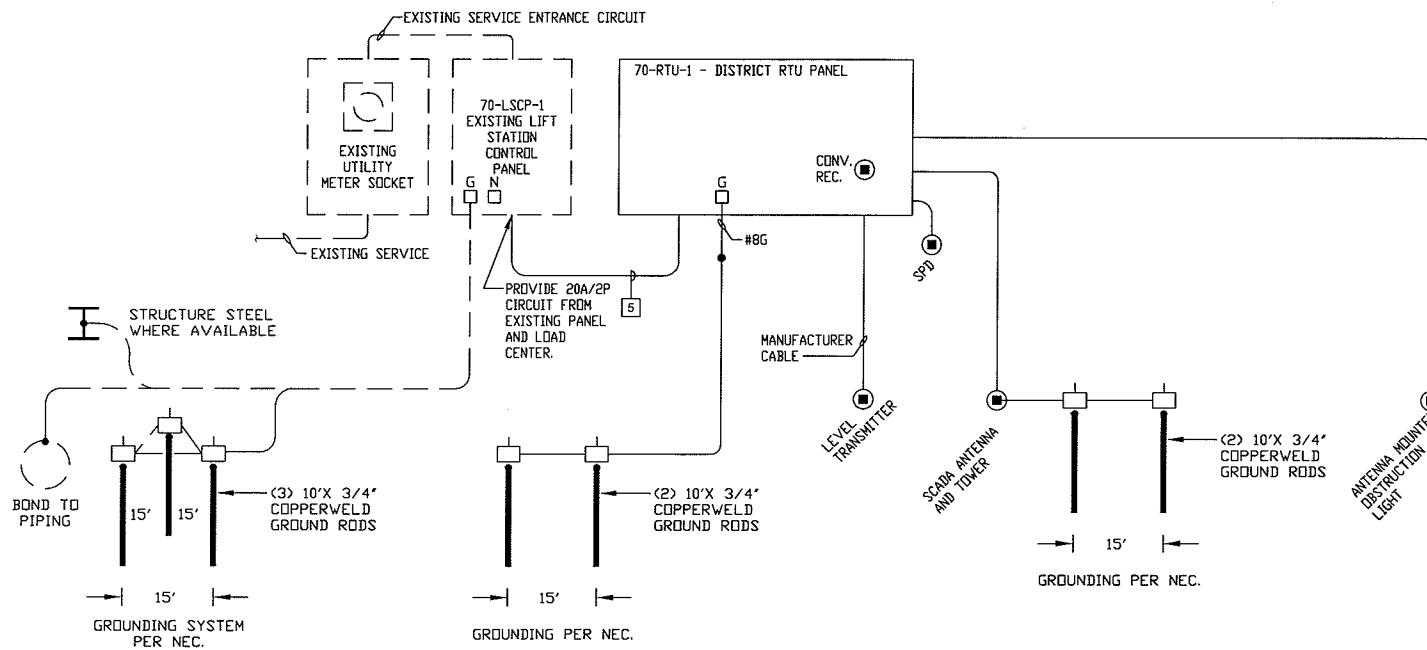 EXISTING SERVICE ENTRANCE CIRCUIT
EXISTING
UTILITY
METER SOCKET
70-LSCP-1
EXISTING LIFT
STATION
CONTROL
PANEL
G N
70-RTU-1 - DISTRICT RTU PANEL
CONV.
REC.
G
#8G
SPD
EXISTING SERVICE
PROVIDE 20A/2P
CIRCUIT FROM
EXISTING PANEL
AND LOAD
CENTER.
5
MANUFACTURER
CABLE
STRUCTURE STEEL
WHERE AVAILABLE
BOND TO
PIPING
15' 15'
(3) 10'X 3/4"
COPPERWELD
GROUND RODS
15'
GROUNDING SYSTEM
PER NEC.
(2) 10'X 3/4"
COPPERWELD
GROUND RODS
15'
GROUNDING PER NEC.
LEVEL
TRANSMITTER
SCADA ANTENNA
AND TOWER
(2) 10'X 3/4"
COPPERWELD
GROUND RODS
15'
GROUNDING PER NEC.
ANTENNA MOUNTE
OBSTRUCTION
LIGHT